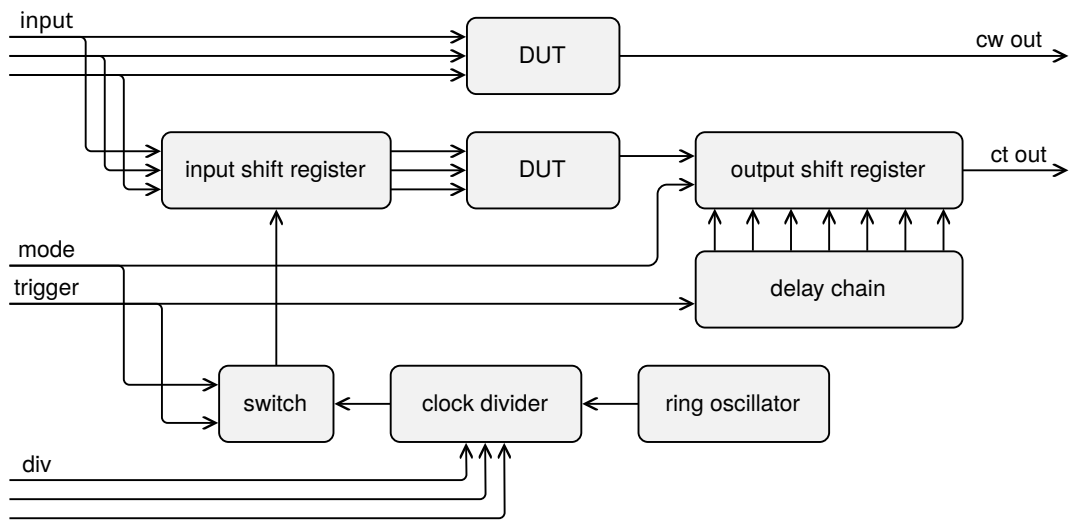 input
DUT
cw out
input shift register
DUT
output shift register
ct out
mode
trigger
delay chain
switch
clock divider
ring oscillator
div